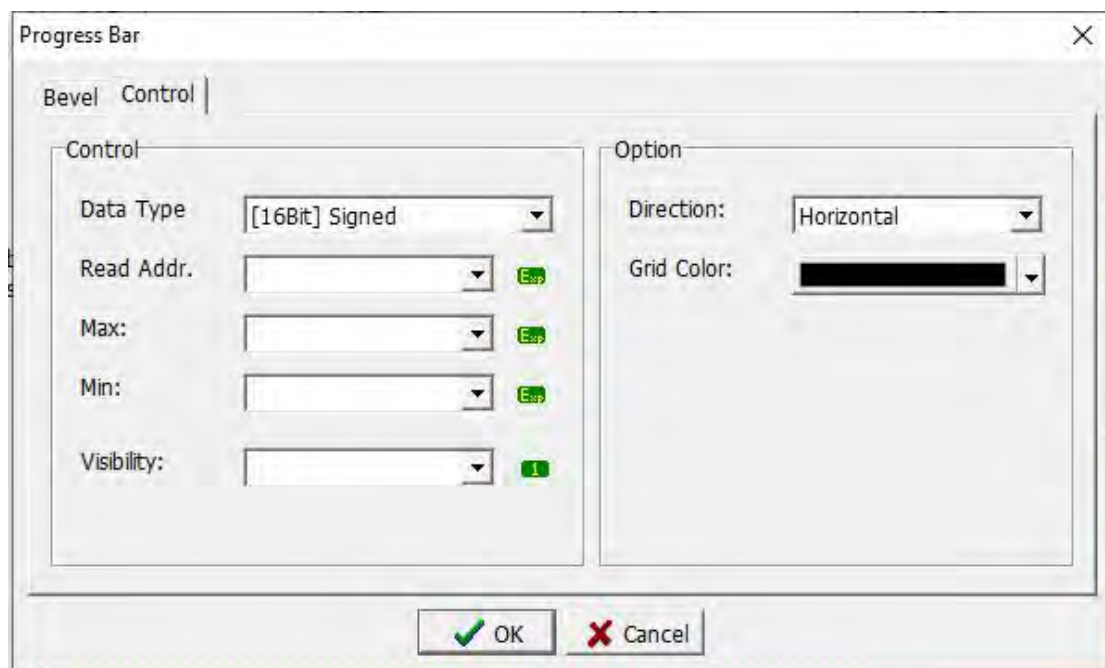 Progress Bar
Bevel Control
Control
Data Type [16Bit] Signed
Read Addr. Exp
Max: Exp
Min: Exp
Visibility: 1
Option
Direction: Horizontal
Grid Color:
OK Cancel